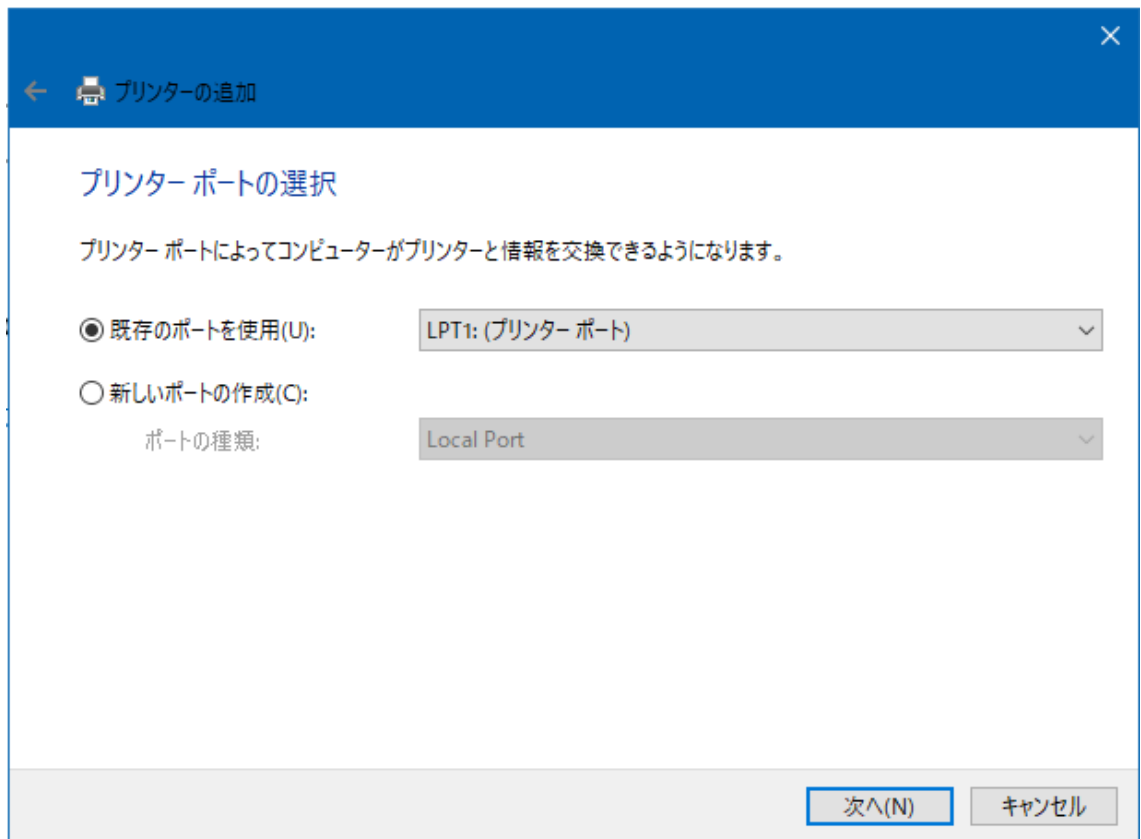 プリンターの追加
プリンター ポートの選択
プリンター ポートによってコンピューターがプリンターと情報を交換できるようになります。
既存のポートを使用(U): LPT1: (プリンター ポート)
新しいポートの作成(C):
ポートの種類: Local Port
次へ(N) キャンセル